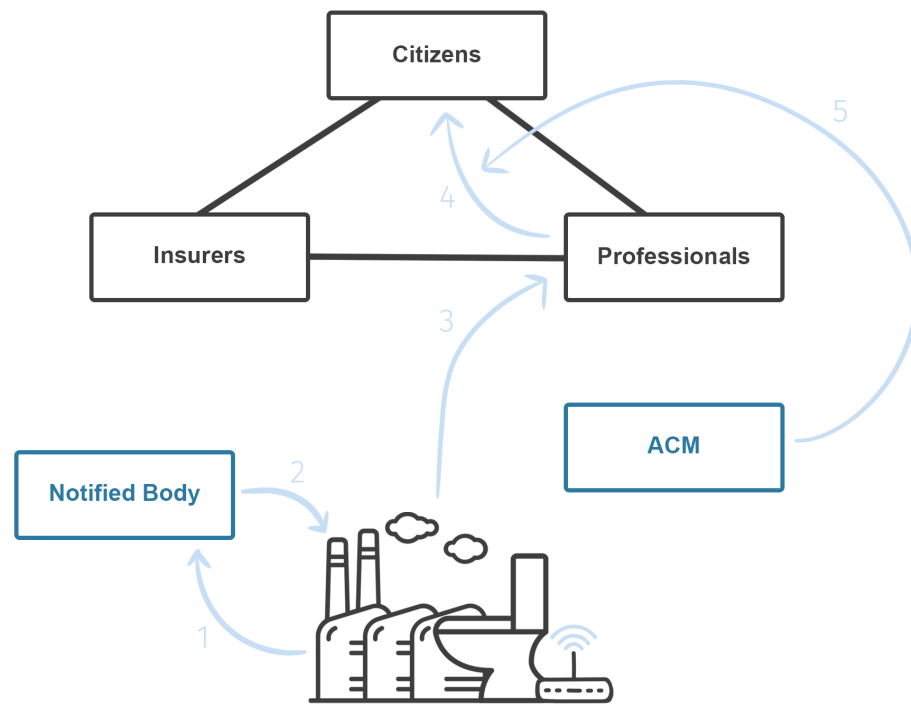 Citizens
5
4
Insurers
Professionals
3
ACM
2
Notified Body
1